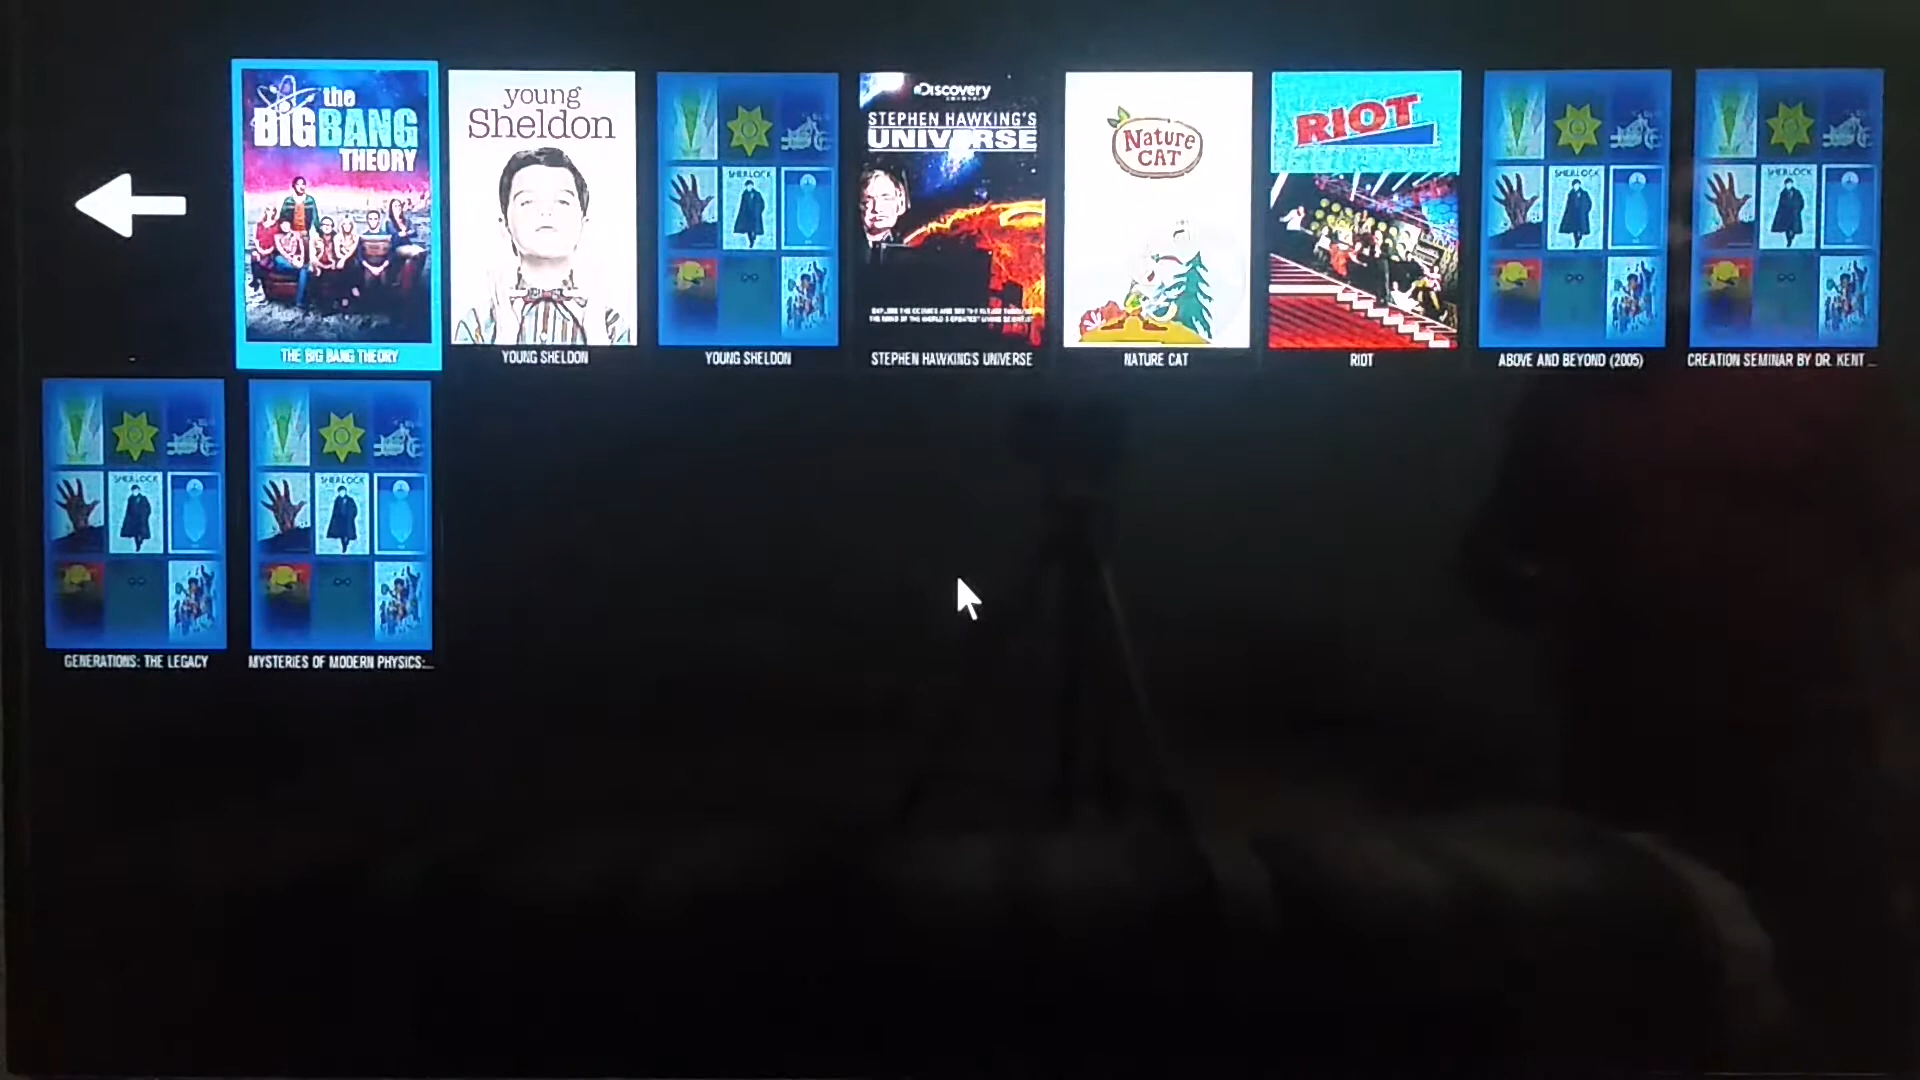 the
BIGBANG
THEORY
THE BIG BANG THEORY
young
Sheldon
YOUNG SHELDON
SHERLOCK
YOUNG SHELDON
Discovery
STEPHEN HAWKING'S
UNIVERSE
STEPHEN HAWKING'S UNIVERSE
Nature
CAT
NATURE CAT
RIOT
RIOT
SHERLOCK
ABOVE AND BEYOND (2005)
SHERLOCK
CREATION SEMINAR BY DR. KENT ...
SHERLOCK
GENERATIONS: THE LEGACY
SHERLOCK
MYSTERIES OF MODERN PHYSICS:...